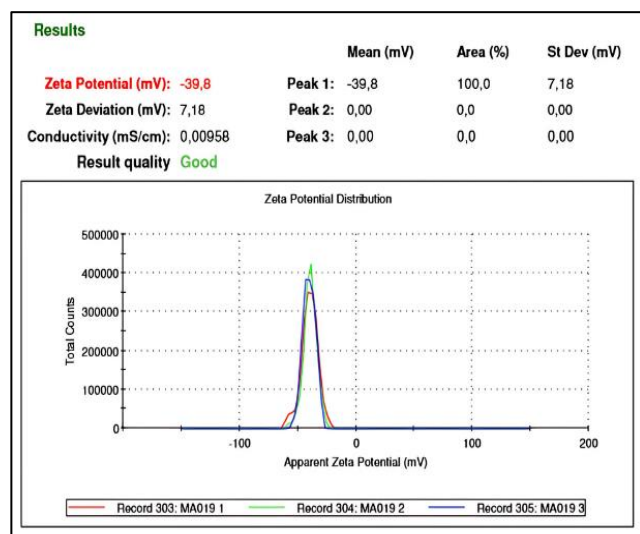 Results
Mean (mV) Area (%) St Dev (mV)
Zeta Potential (mV): -39,8 Peak 1: -39,8 100,0 7,18
Zeta Deviation (mV): 7,18 Peak 2: 0,00 0,0 0,00
Conductivity (mS/cm): 0,00958 Peak 3: 0,00 0,0 0,00
Result quality Good
Zeta Potential Distribution
500000
400000
300000
200000
100000
0
Total Counts
-100 0 100 200
Apparent Zeta Potential (mV)
Record 303: MA019 1 Record 304: MA019 2 Record 305: MA019 3